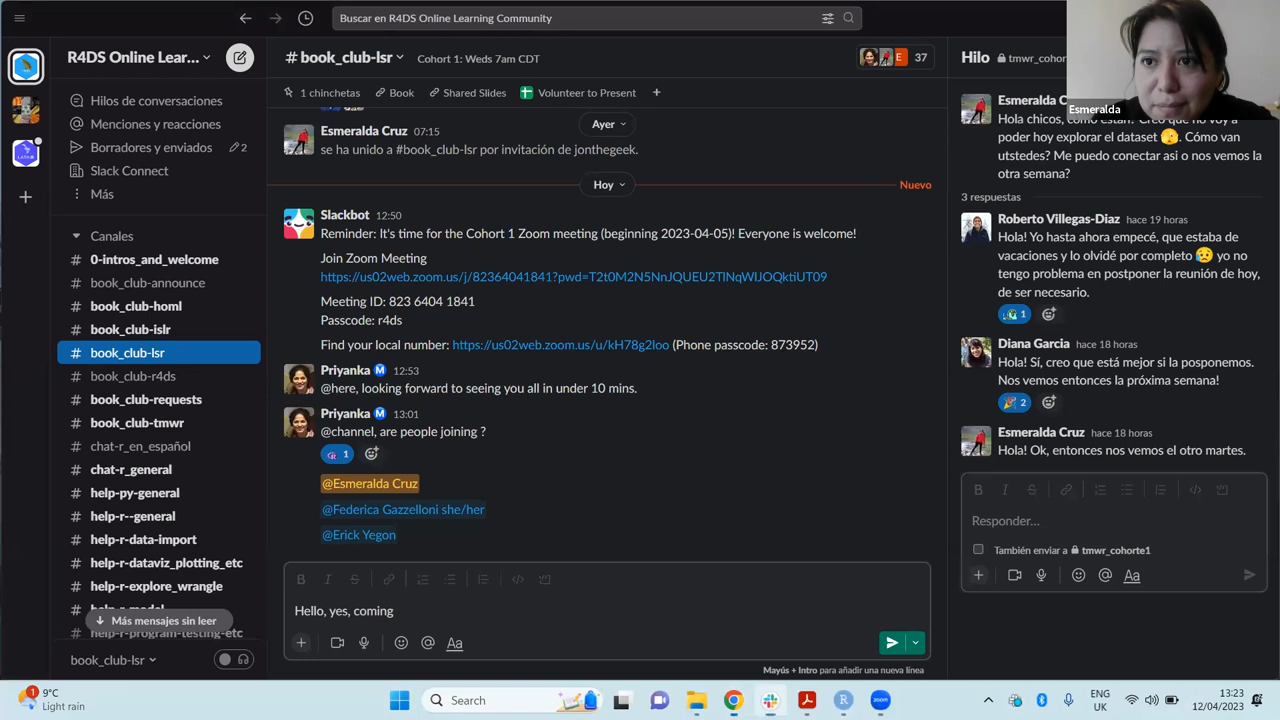 Buscar en R4DS Online Learning Community
R4DS Online Lear...
# book_club-lsr
Cohort 1: Weds 7am CDT
E
37
Hilo
tmwr_cohor
Esmeralda
1 chinchetas
Book
Shared Slides
Volunteer to Present
+
LATAM
Hilos de conversaciones
Menciones y reacciones
Borradores y enviados
2
Slack Connect
Más
Canales
# 0-intros_and_welcome
# book_club-announce
# book_club-homl
# book_club-islr
# book_club-lsr
# book_club-r4ds
# book_club-requests
# book_club-tmwr
# chat-r_en_español
# chat-r_general
# help-py-general
# help-r--general
# help-r-data-import
# help-r-dataviz_plotting_etc
# help-r-explore_wrangle
# help-r-model
Más mensajes sin leer
# help-r-program-testing-etc
book_club-lsr
Ayer
Esmeralda Cruz 07:15
se ha unido a #book_club-lsr por invitación de jonthegeek.
Hoy
Nuevo
Slackbot 12:50
Reminder: It's time for the Cohort 1 Zoom meeting (beginning 2023-04-05)! Everyone is welcome!
Join Zoom Meeting
https://us02web.zoom.us/j/82364041841?pwd=T2t0M2N5NnJQUEU2TlNqWlJOQktiUT09
Meeting ID: 823 6404 1841
Passcode: r4ds
Find your local number: https://us02web.zoom.us/u/kH78g2loo (Phone passcode: 873952)
Priyanka M 12:53
@here, looking forward to seeing you all in under 10 mins.
Priyanka M 13:01
@channel, are people joining ?
1
@Esmeralda Cruz
@Federica Gazzelloni she/her
@Erick Yegon
B I S
Hello, yes, coming
+ @ Aa
Mayús + Intro para añadir una nueva línea
Esmeralda C
Hola chicos, cómo están? Creo que no voy a
poder hoy explorar el dataset 🫣. Cómo van
utstedes? Me puedo conectar asi o nos vemos la
otra semana?
3 respuestas
Roberto Villegas-Diaz hace 19 horas
Hola! Yo hasta ahora empecé, que estaba de
vacaciones y lo olvidé por completo 😥 yo no
tengo problema en postponer la reunión de hoy,
de ser necesario.
1
Diana Garcia hace 18 horas
Hola! Sí, creo que está mejor si la posponemos.
Nos vemos entonces la próxima semana!
2
Esmeralda Cruz hace 18 horas
Hola! Ok, entonces nos vemos el otro martes.
B I S
Responder...
También enviar a tmwr_cohorte1
+ @ Aa
1
9°C
Light rain
Search
ENG
UK
13:23
12/04/2023